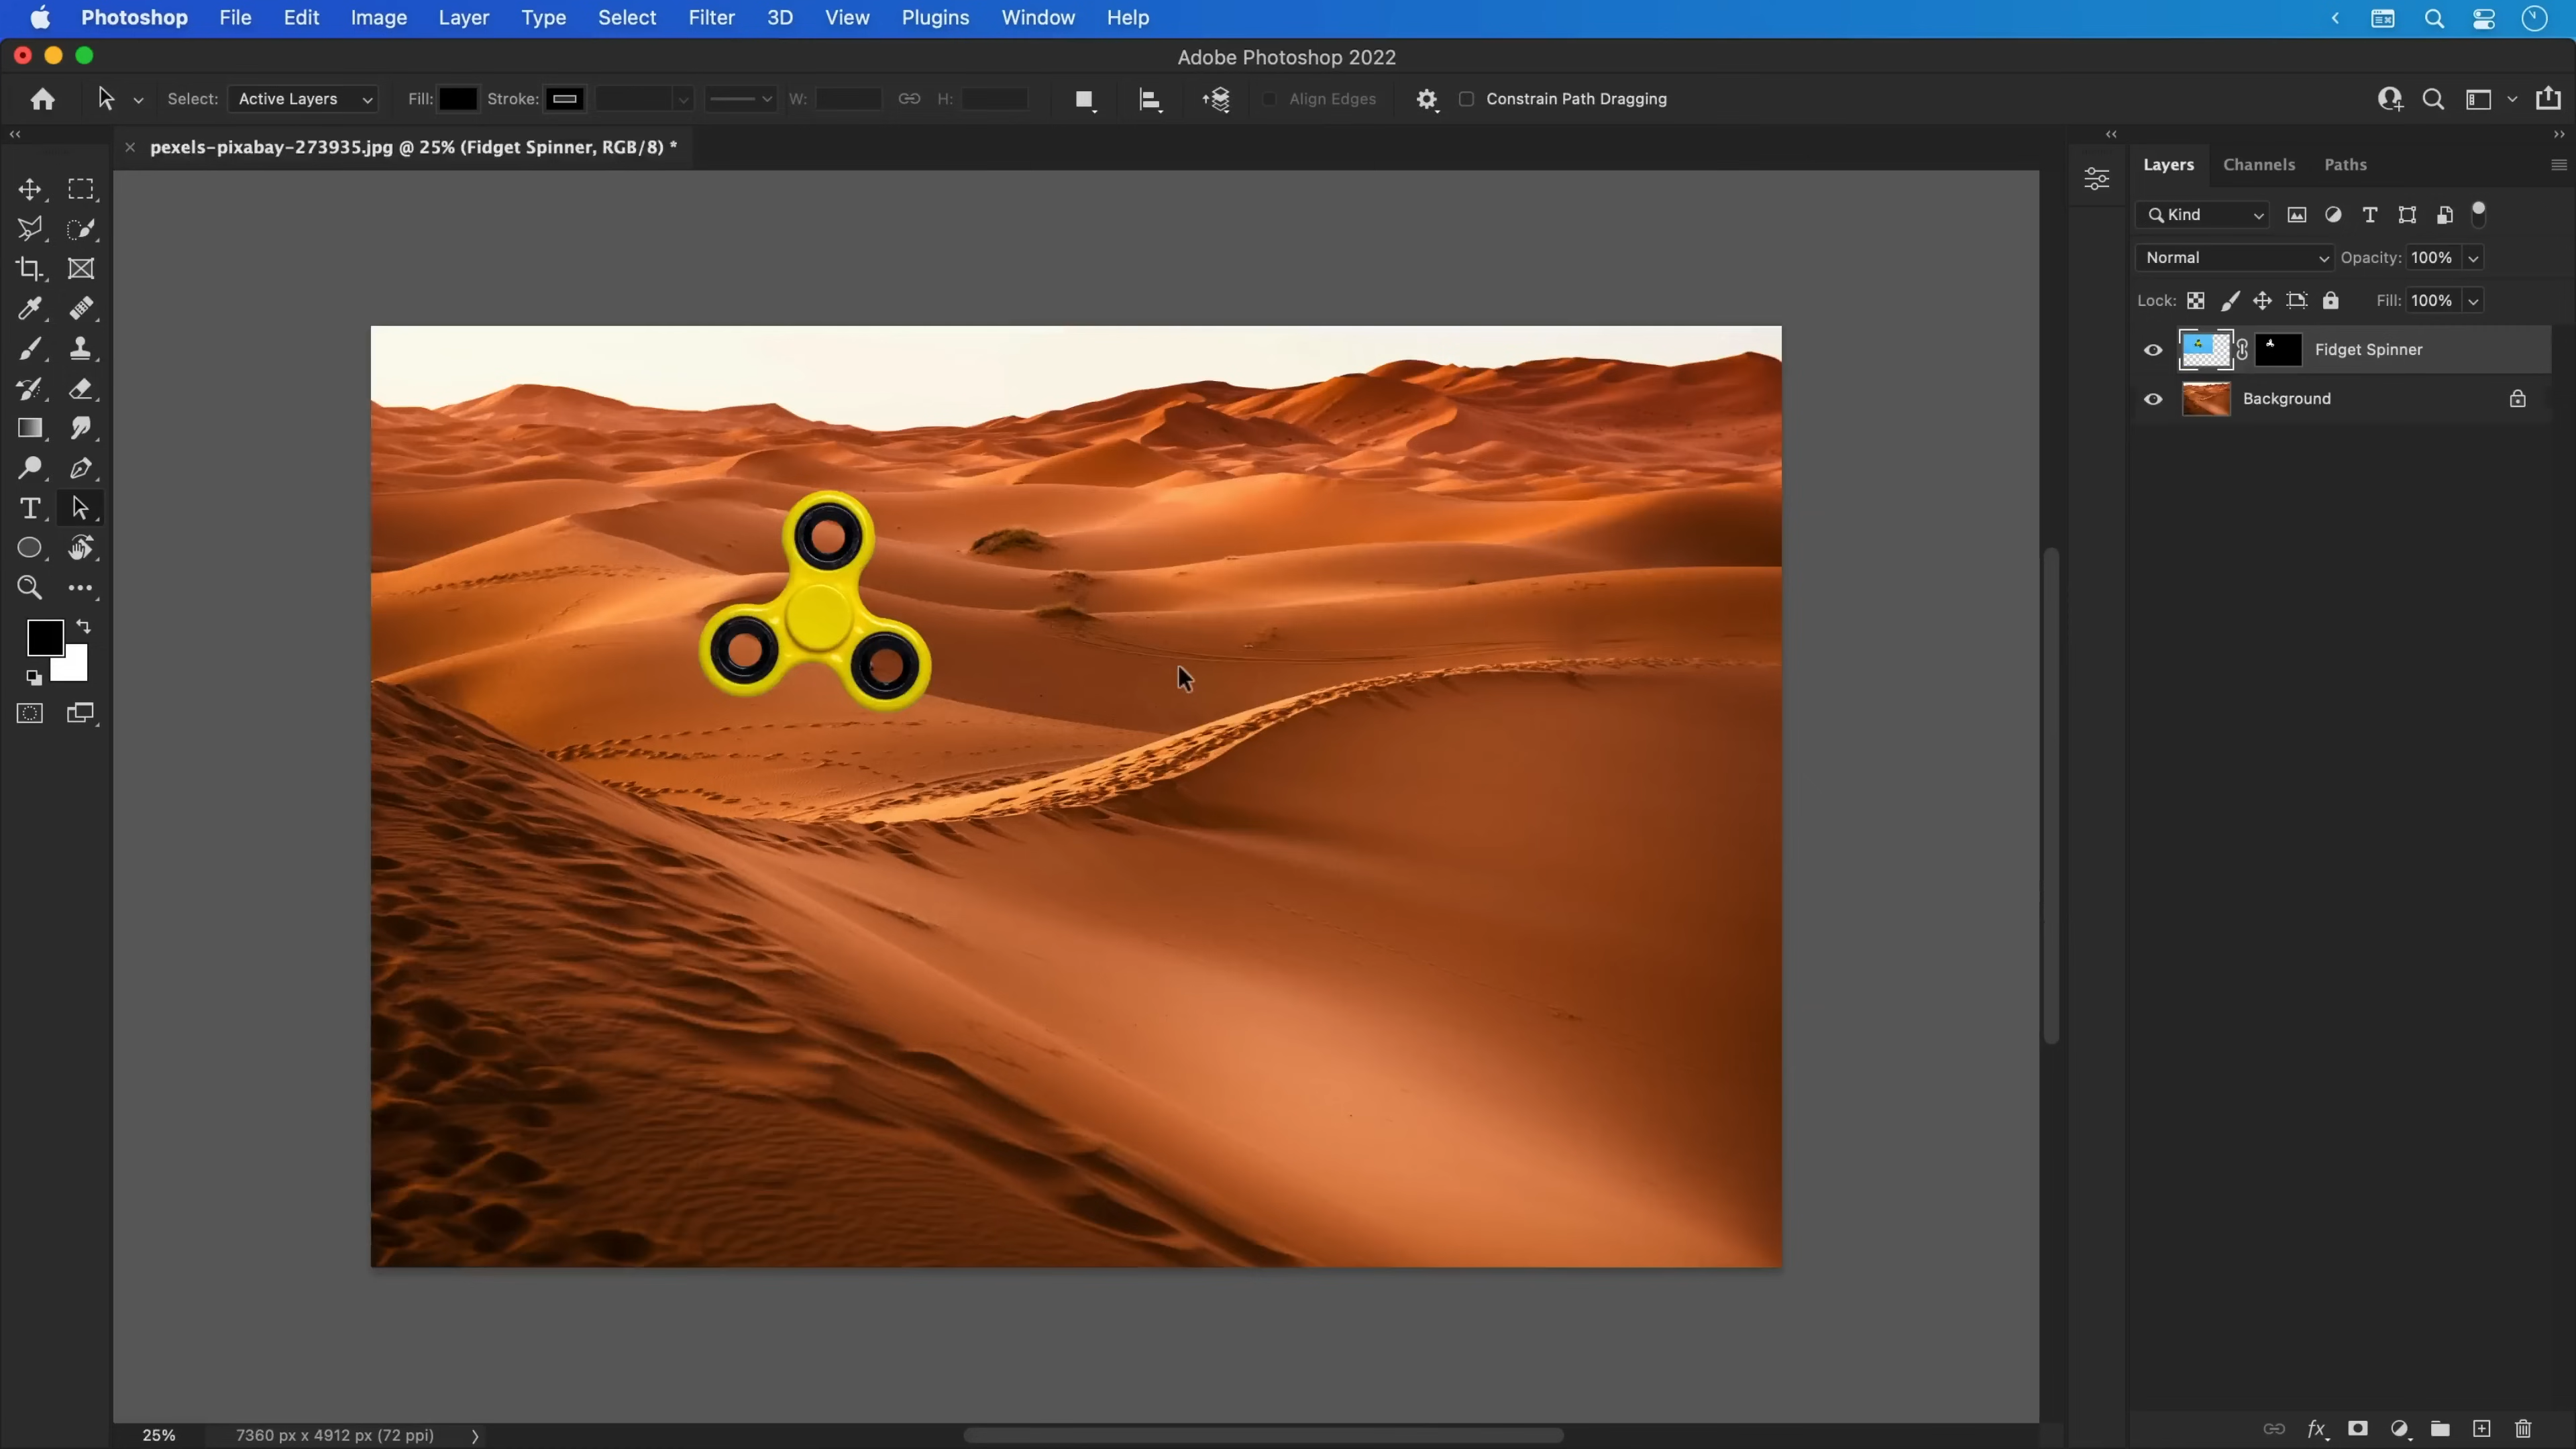 Photoshop File Edit Image Layer Type Select Filter 3D View Plugins Window Help
Adobe Photoshop 2022
Select: Active Layers Fill: Stroke: W: H: Align Edges Constrain Path Dragging
pexels-pixabay-273935.jpg @ 25% (Fidget Spinner, RGB/8) *
Layers Channels Paths
Kind
Normal Opacity: 100%
Lock: Fill: 100%
Fidget Spinner
Background
25% 7360 px x 4912 px (72 ppi)
fx